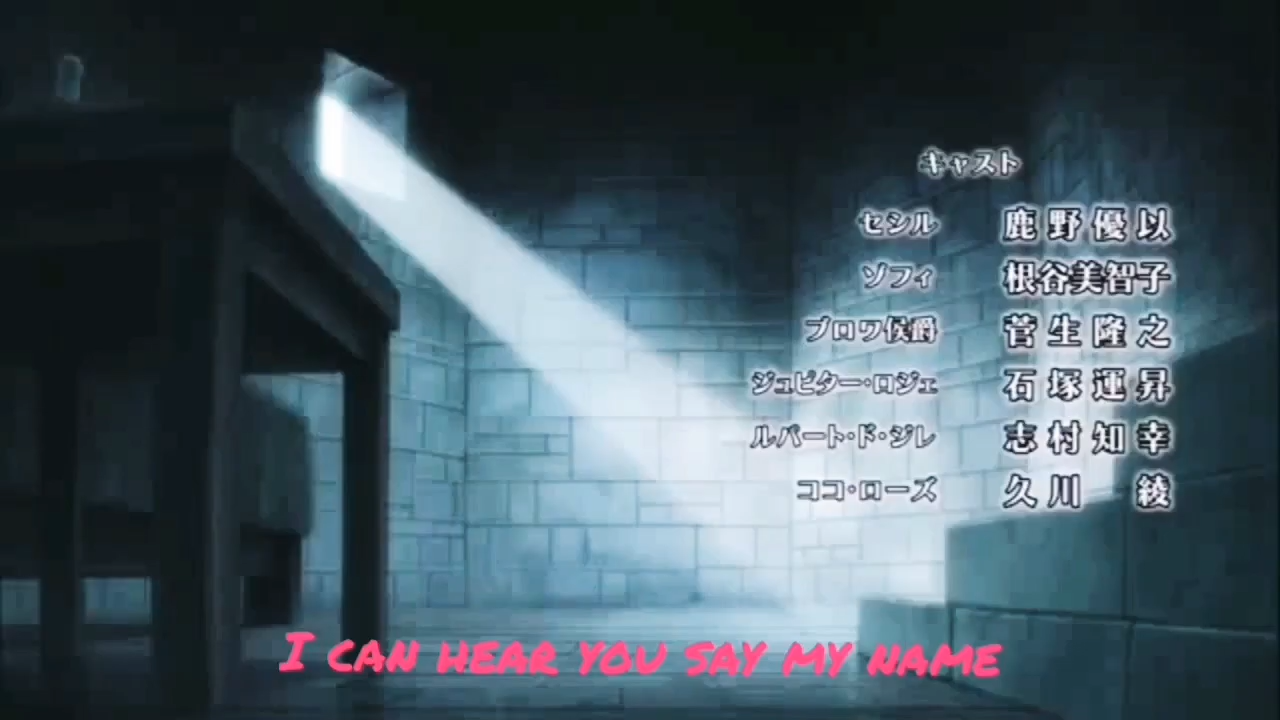 キャスト
セシル 鹿野優以
ゾフィ 根谷美智子
ブロワ侯爵 菅生隆之
ジュピター・ロジェ 石塚運昇
ルパート・ド・ジレ 志村知幸
ココ・ローズ 久川 綾
I CAN HEAR YOU SAY MY NAME